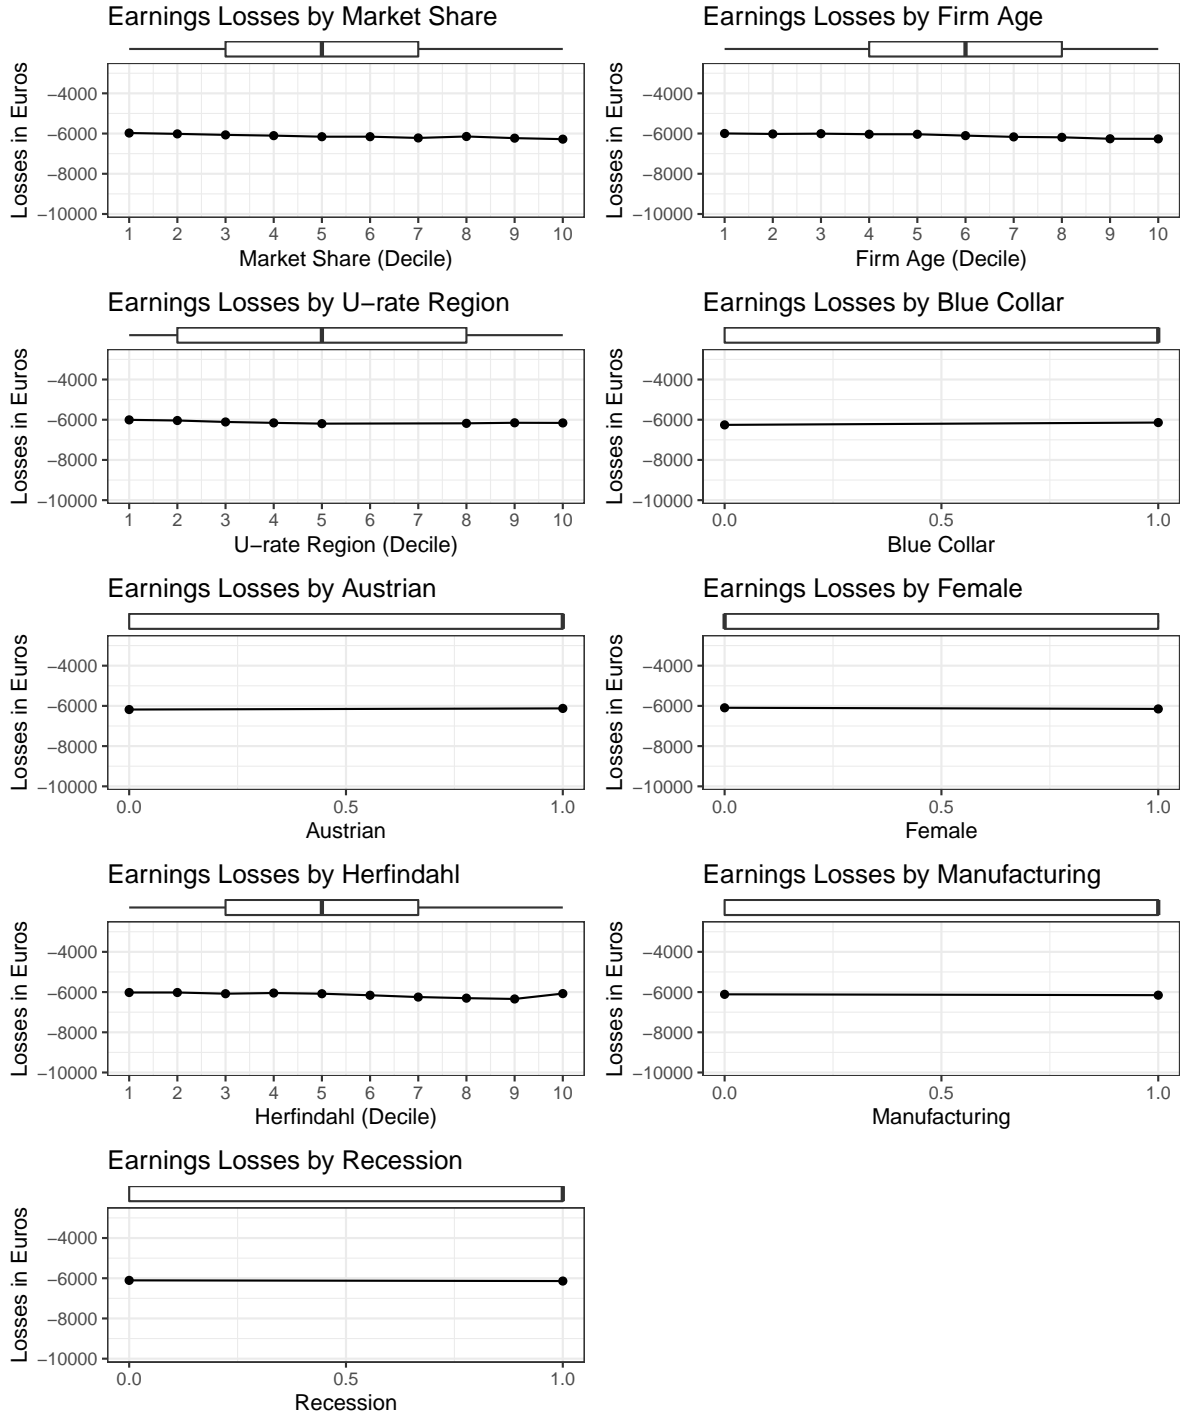 Earnings Losses by Market Share
Losses in Euros
−4000
−6000
−8000
−10000
1 2 3 4 5 6 7 8 9 10
Market Share (Decile)
Earnings Losses by Firm Age
Losses in Euros
−4000
−6000
−8000
−10000
1 2 3 4 5 6 7 8 9 10
Firm Age (Decile)
Earnings Losses by U−rate Region
Losses in Euros
−4000
−6000
−8000
−10000
1 2 3 4 5 6 7 8 9 10
U−rate Region (Decile)
Earnings Losses by Blue Collar
Losses in Euros
−4000
−6000
−8000
−10000
0.0 0.5 1.0
Blue Collar
Earnings Losses by Austrian
Losses in Euros
−4000
−6000
−8000
−10000
0.0 0.5 1.0
Austrian
Earnings Losses by Female
Losses in Euros
−4000
−6000
−8000
−10000
0.0 0.5 1.0
Female
Earnings Losses by Herfindahl
Losses in Euros
−4000
−6000
−8000
−10000
1 2 3 4 5 6 7 8 9 10
Herfindahl (Decile)
Earnings Losses by Manufacturing
Losses in Euros
−4000
−6000
−8000
−10000
0.0 0.5 1.0
Manufacturing
Earnings Losses by Recession
Losses in Euros
−4000
−6000
−8000
−10000
0.0 0.5 1.0
Recession